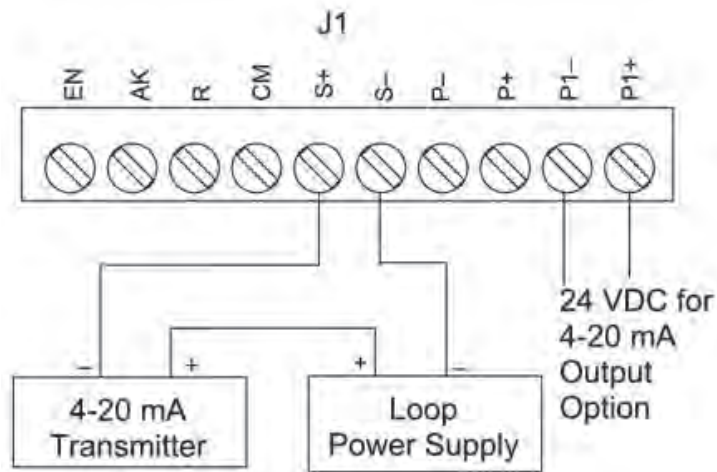 J1
EN AK R CM S+ S– P– P+ P1– P1+
24 VDC for
4-20 mA
Output
Option
– + + –
4-20 mA
Transmitter
Loop
Power Supply